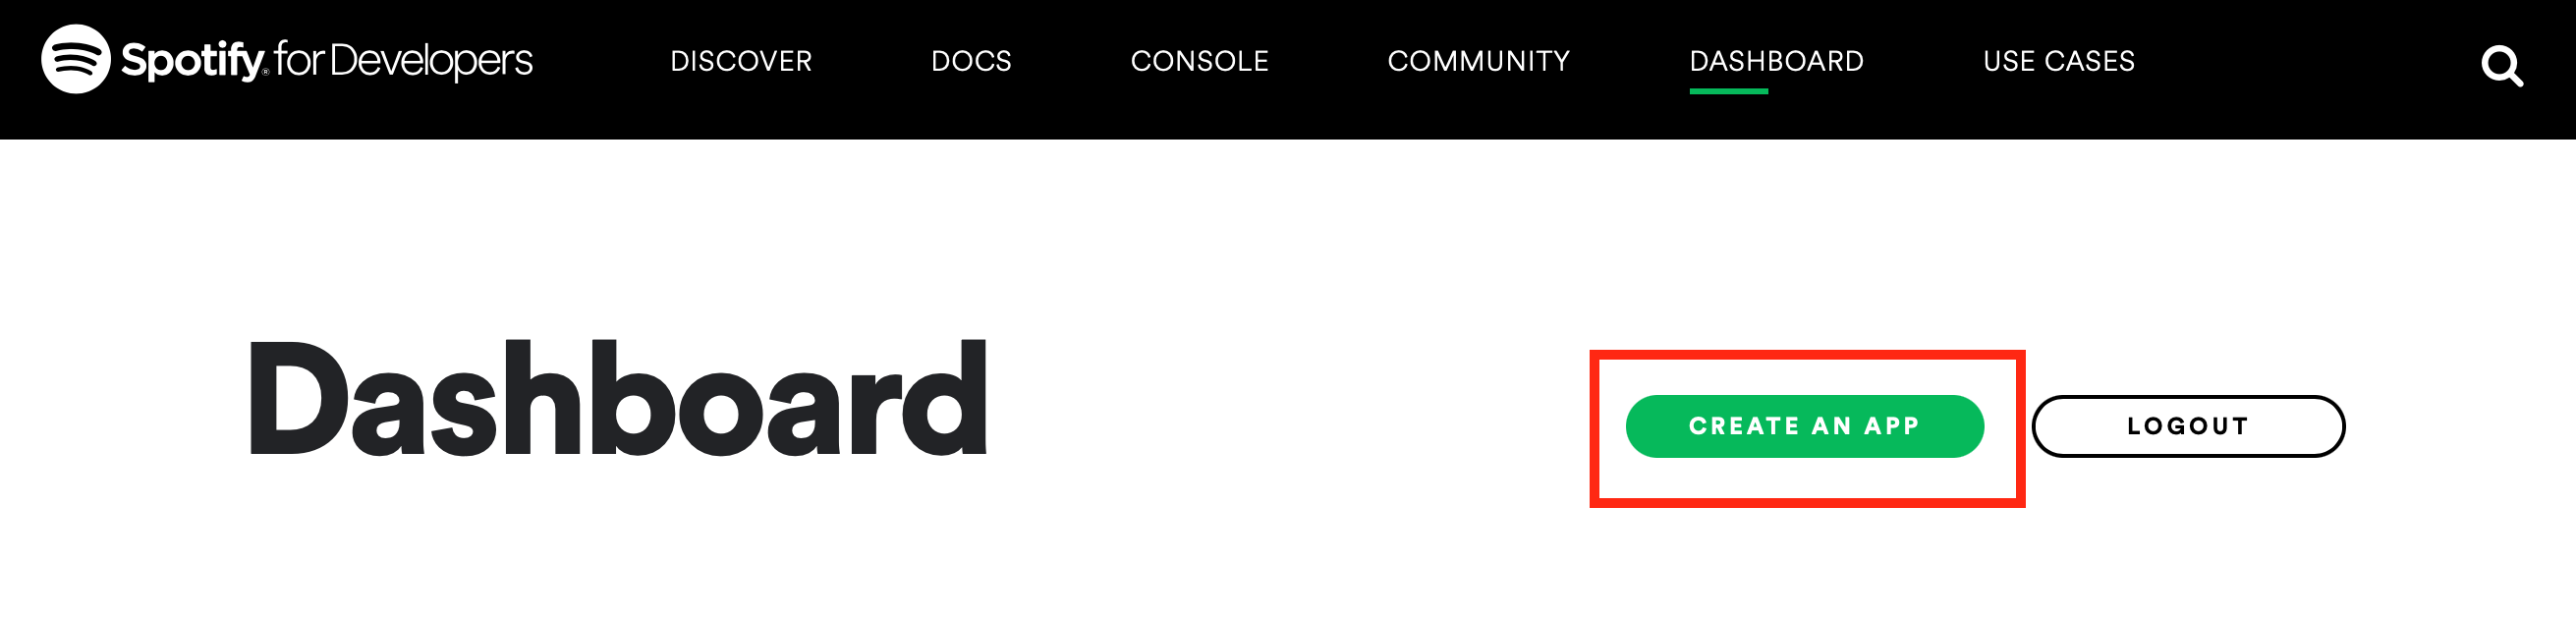 Spotify® for Developers DISCOVER DOCS CONSOLE COMMUNITY DASHBOARD USE CASES
Dashboard CREATE AN APP LOGOUT